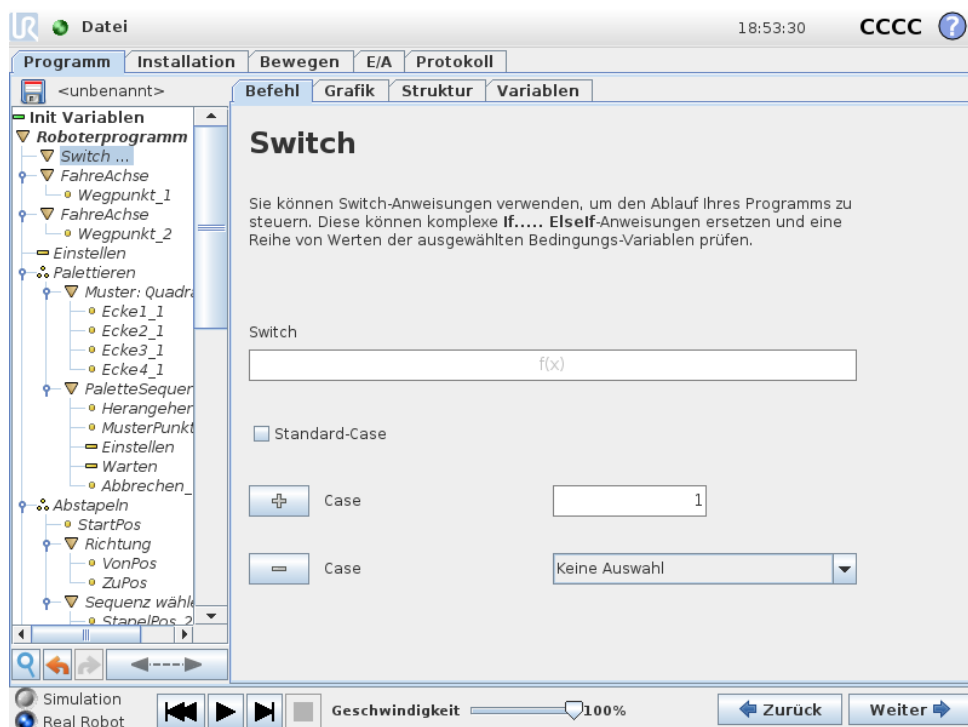 UR Datei 18:53:30 CCCC ?
Programm Installation Bewegen E/A Protokoll
<unbenannt>
Befehl Grafik Struktur Variablen
Init Variablen
Roboterprogramm
Switch ...
FahreAchse
Wegpunkt_1
FahreAchse
Wegpunkt_2
Einstellen
Palettieren
Muster: Quadra
Ecke1_1
Ecke2_1
Ecke3_1
Ecke4_1
PaletteSequen
Herangehen
MusterPunkt
Einstellen
Warten
Abbrechen_
Abstapeln
StartPos
Richtung
VonPos
ZuPos
Sequenz wähle
StapelPos_2
Switch
Sie können Switch-Anweisungen verwenden, um den Ablauf Ihres Programms zu
steuern. Diese können komplexe If..... ElseIf-Anweisungen ersetzen und eine
Reihe von Werten der ausgewählten Bedingungs-Variablen prüfen.
Switch
f(x)
Standard-Case
Case 1
Case Keine Auswahl
Simulation
Real Robot
Geschwindigkeit 100%
Zurück Weiter